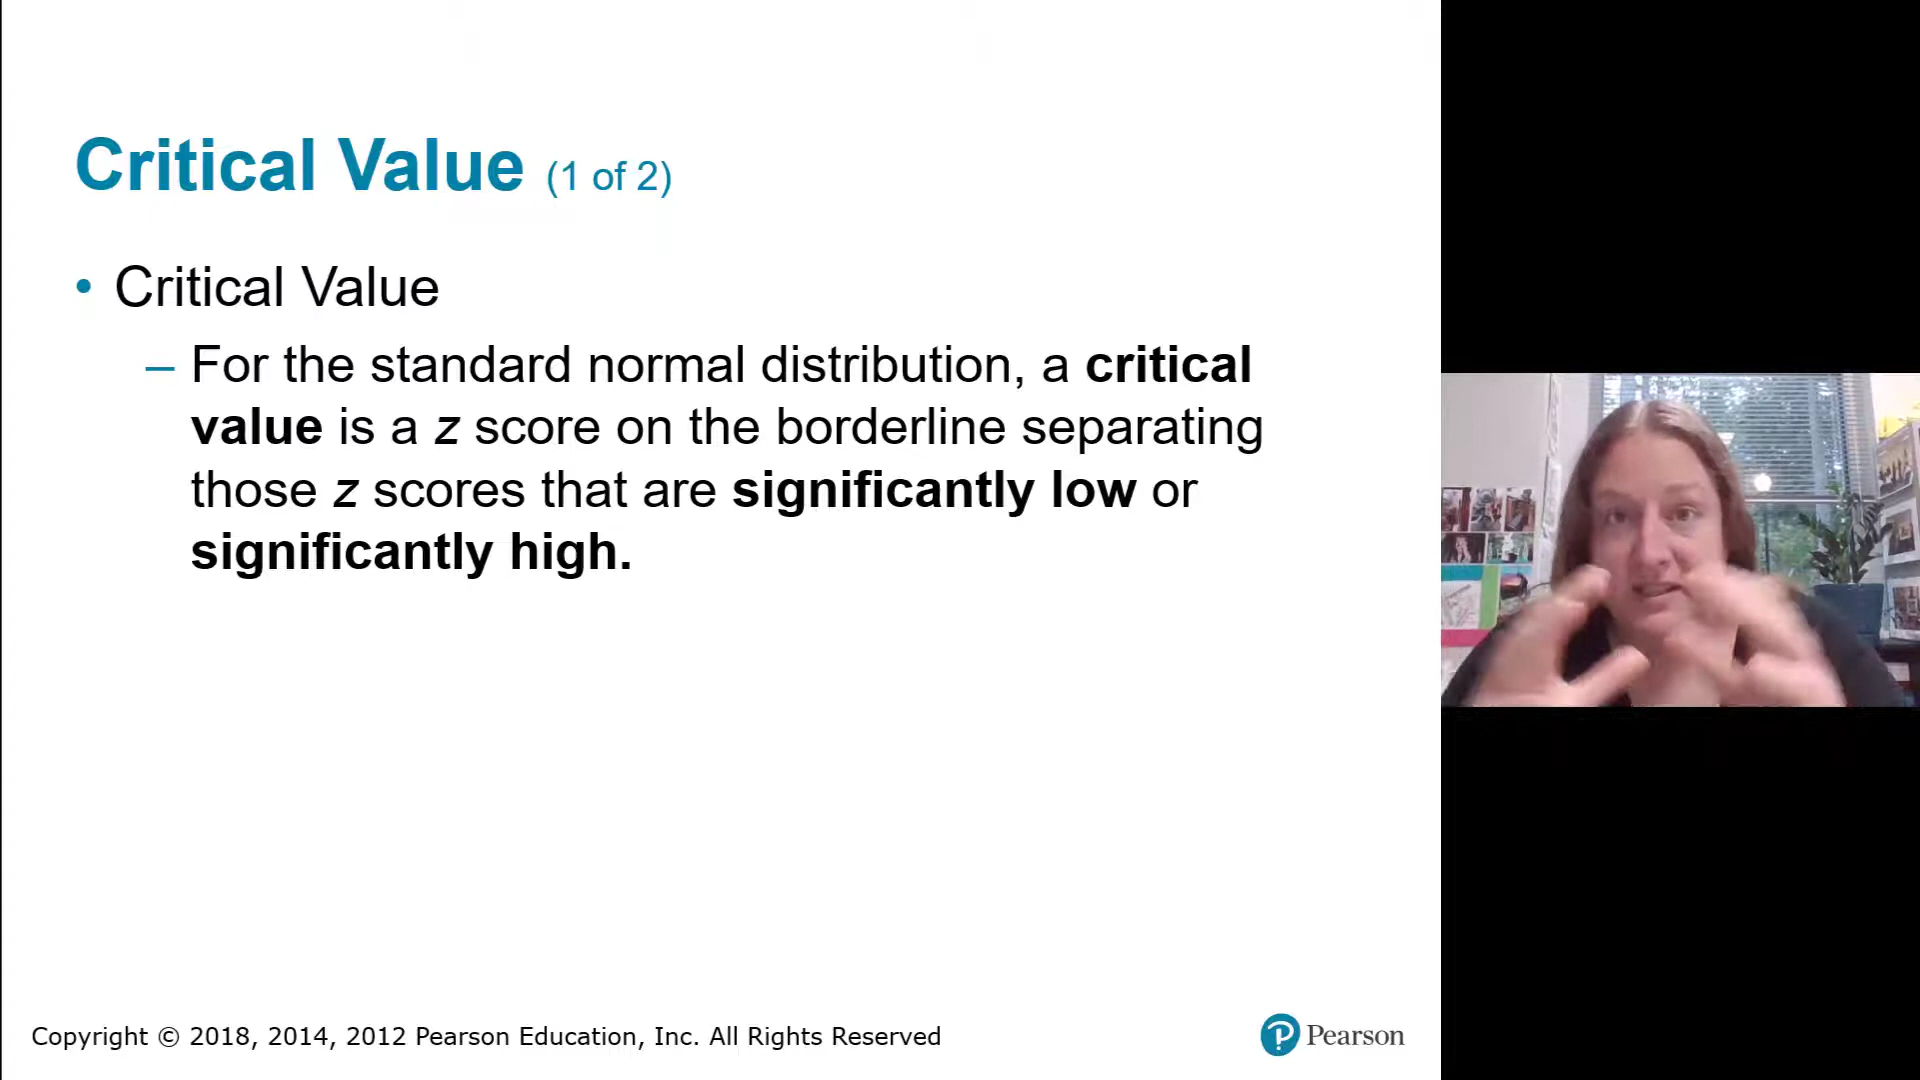 Critical Value (1 of 2)
• Critical Value
– For the standard normal distribution, a critical
value is a z score on the borderline separating
those z scores that are significantly low or
significantly high.
Copyright © 2018, 2014, 2012 Pearson Education, Inc. All Rights Reserved
Pearson